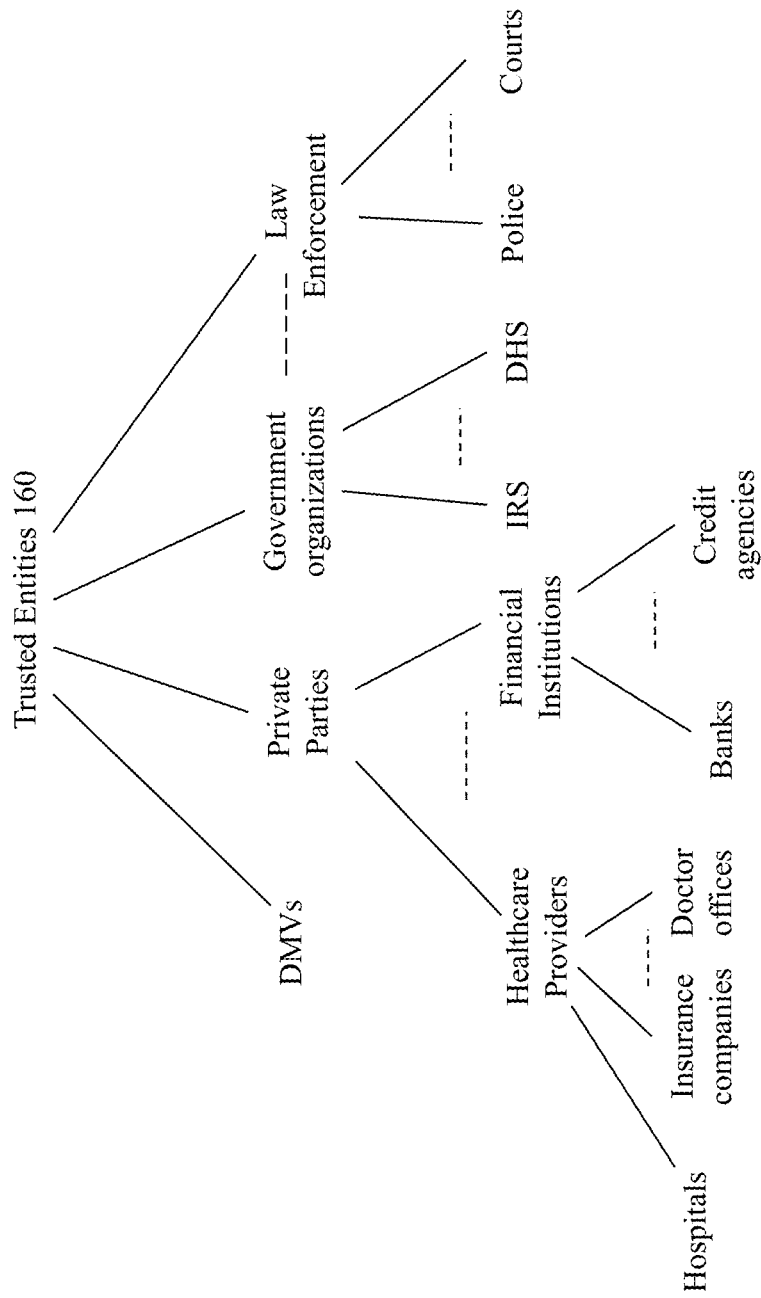 Trusted Entities 160
DMVs
Private
Parties
Government
organizations
Law
Enforcement
Healthcare
Providers
Financial
Institutions
IRS
DHS
Police
Courts
Hospitals
Insurance
companies
Doctor
offices
Banks
Credit
agencies